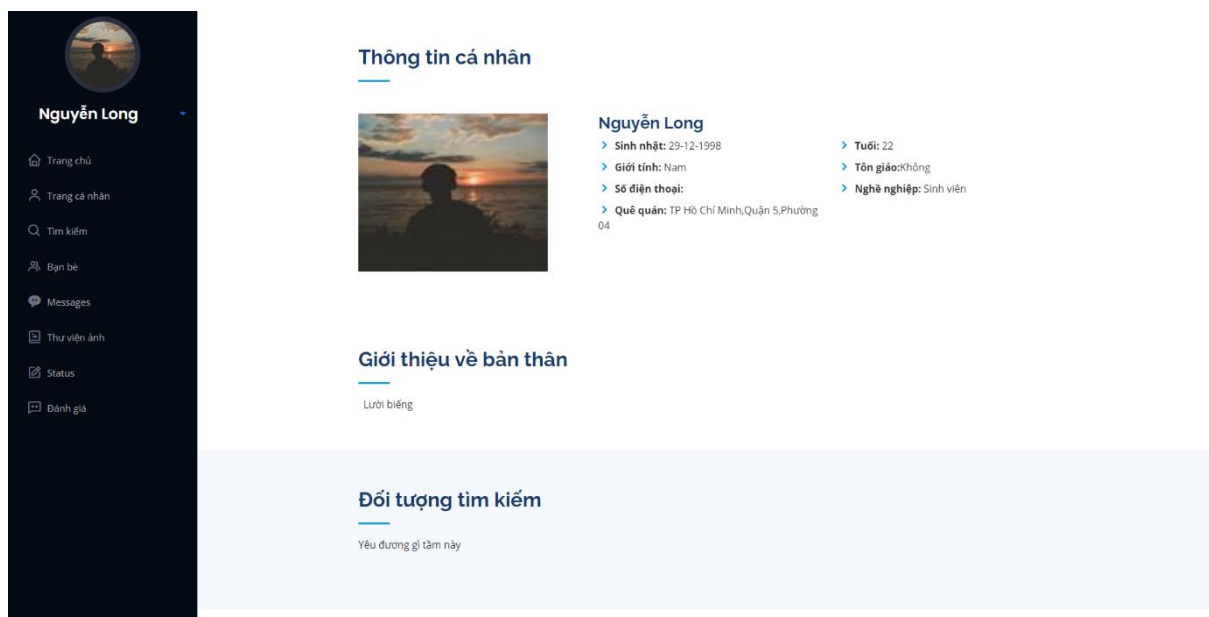 Nguyễn Long
Trang chủ
Trang cá nhân
Tìm kiếm
Bạn bè
Messages
Thư viện ảnh
Status
Đánh giá
Thông tin cá nhân
Nguyễn Long
Sinh nhật: 29-12-1998
Giới tính: Nam
Số điện thoại:
Quê quán: TP Hồ Chí Minh,Quận 5,Phường
04
Tuổi: 22
Tôn giáo:Không
Nghề nghiệp: Sinh viên
Giới thiệu về bản thân
Lười biếng
Đối tượng tìm kiếm
Yêu đương gì tầm này